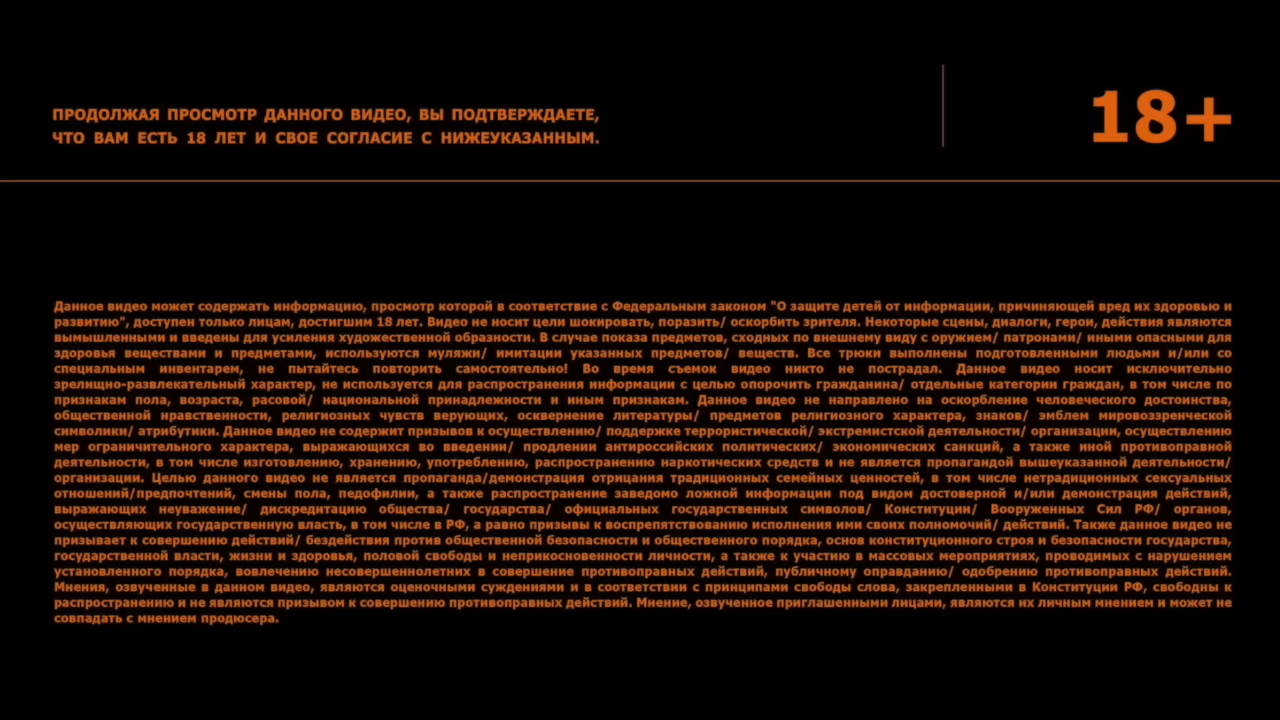 ПРОДОЛЖАЯ ПРОСМОТР ДАННОГО ВИДЕО, ВЫ ПОДТВЕРЖДАЕТЕ,
ЧТО ВАМ ЕСТЬ 18 ЛЕТ И СВОЕ СОГЛАСИЕ С НИЖЕУКАЗАННЫМ.
18+
Данное видео может содержать информацию, просмотр которой в соответствие с Федеральным законом "О защите детей от информации, причиняющей вред их здоровью и
развитию", доступен только лицам, достигшим 18 лет. Видео не носит цели шокировать, поразить/ оскорбить зрителя. Некоторые сцены, диалоги, герои, действия являются
вымышленными и введены для усиления художественной образности. В случае показа предметов, сходных по внешнему виду с оружием/ патронами/ иными опасными для
здоровья веществами и предметами, используются муляжи/ имитации указанных предметов/ веществ. Все трюки выполнены подготовленными людьми и/или со
специальным инвентарем, не пытайтесь повторить самостоятельно! Во время съемок видео никто не пострадал. Данное видео носит исключительно
зрелищно-развлекательный характер, не используется для распространения информации с целью опорочить гражданина/ отдельные категории граждан, в том числе по
признакам пола, возраста, расовой/ национальной принадлежности и иным признакам. Данное видео не направлено на оскорбление человеческого достоинства,
общественной нравственности, религиозных чувств верующих, осквернение литературы/ предметов религиозного характера, знаков/ эмблем мировоззренческой
символики/ атрибутики. Данное видео не содержит призывов к осуществлению/ поддержке террористической/ экстремистской деятельности/ организации, осуществлению
мер ограничительного характера, выражающихся во введении/ продлении антироссийских политических/ экономических санкций, а также иной противоправной
деятельности, в том числе изготовлению, хранению, употреблению, распространению наркотических средств и не является пропагандой вышеуказанной деятельности/
организации. Целью данного видео не является пропаганда/демонстрация отрицания традиционных семейных ценностей, в том числе нетрадиционных сексуальных
отношений/предпочтений, смены пола, педофилии, а также распространение заведомо ложной информации под видом достоверной и/или демонстрация действий,
выражающих неуважение/ дискредитацию общества/ государства/ официальных государственных символов/ Конституции/ Вооруженных Сил РФ/ органов,
осуществляющих государственную власть, в том числе в РФ, а равно призывы к воспрепятствованию исполнения ими своих полномочий/ действий. Также данное видео не
призывает к совершению действий/ бездействия против общественной безопасности и общественного порядка, основ конституционного строя и безопасности государства,
государственной власти, жизни и здоровья, половой свободы и неприкосновенности личности, а также к участию в массовых мероприятиях, проводимых с нарушением
установленного порядка, вовлечению несовершеннолетних в совершение противоправных действий, публичному оправданию/ одобрению противоправных действий.
Мнения, озвученные в данном видео, являются оценочными суждениями и в соответствии с принципами свободы слова, закрепленными в Конституции РФ, свободны к
распространению и не являются призывом к совершению противоправных действий. Мнение, озвученное приглашенными лицами, являются их личным мнением и может не
совпадать с мнением продюсера.